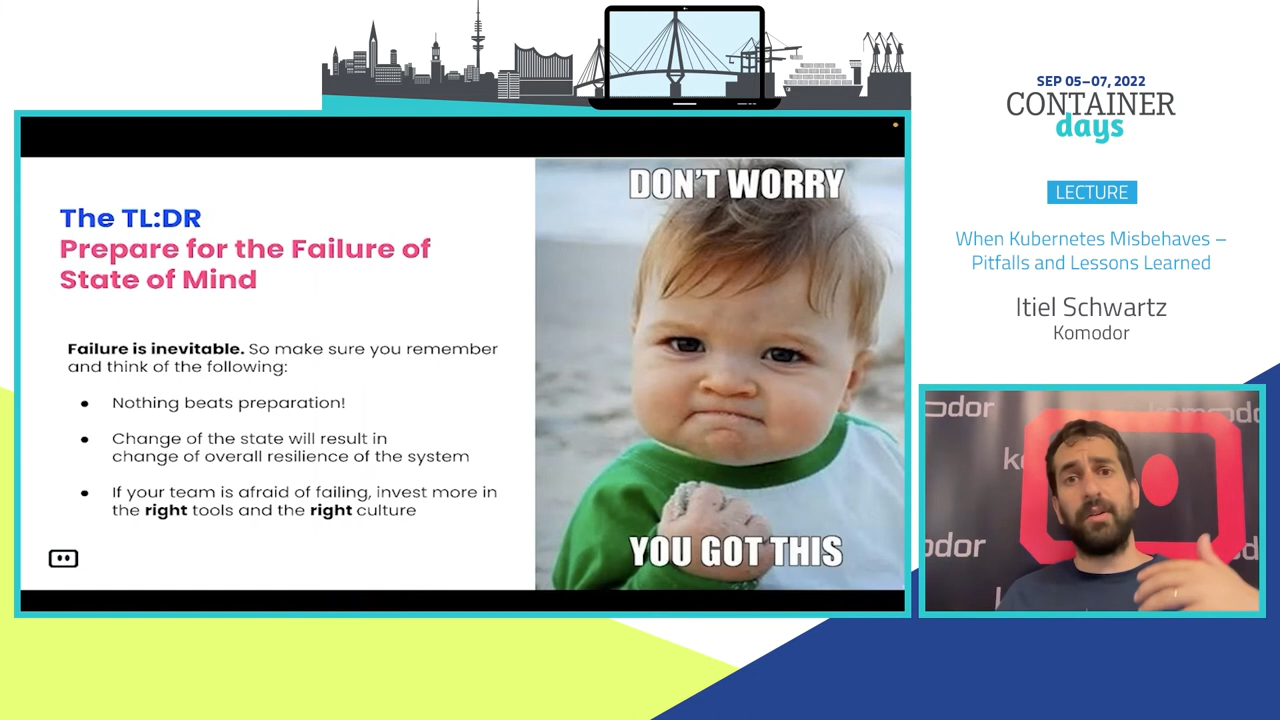 The TL:DR
Prepare for the Failure of
State of Mind
Failure is inevitable. So make sure you remember
and think of the following:
● Nothing beats preparation!
● Change of the state will result in
change of overall resilience of the system
● If your team is afraid of failing, invest more in
the right tools and the right culture
DON'T WORRY
YOU GOT THIS
SEP 05–07, 2022
CONTAINER
days
LECTURE
When Kubernetes Misbehaves –
Pitfalls and Lessons Learned
Itiel Schwartz
Komodor